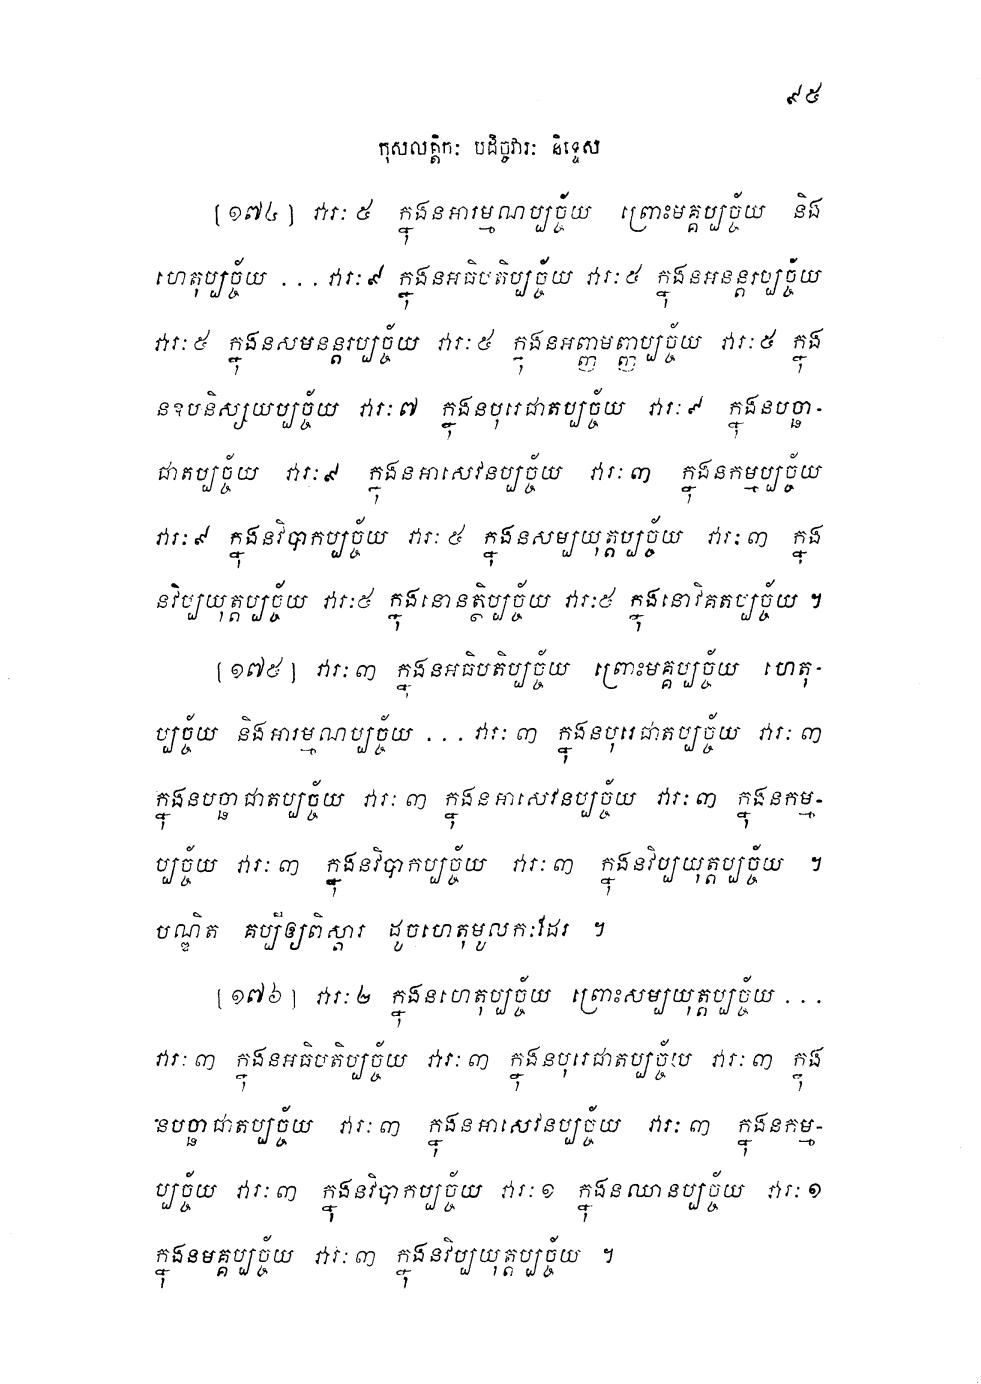 ៩៥
កុសលត្តិកៈ បដិច្ចវារៈ និទ្ទេស
[១៧៤] វារៈ ៥ ក្នុងនអារម្មណប្បច្ច័យ ព្រោះមគ្គប្បច្ច័យ និង
ហេតុប្បច្ច័យ ... វារៈ ៩ ក្នុងនអធិបតិប្បច្ច័យ វារៈ ៥ ក្នុងនអនន្តរប្បច្ច័យ
វារៈ ៥ ក្នុងនសមនន្តរប្បច្ច័យ វារៈ ៥ ក្នុងនអញ្ញមញ្ញប្បច្ច័យ វារៈ ៥ ក្នុង
នឧបនិស្សយប្បច្ច័យ វារៈ ៧ ក្នុងនបុរេជាតប្បច្ច័យ វារៈ ៩ ក្នុងនបច្ឆា-
ជាតប្បច្ច័យ វារៈ ៩ ក្នុងនអាសេវនប្បច្ច័យ វារៈ ៣ ក្នុងនកម្មប្បច្ច័យ
វារៈ ៩ ក្នុងនវិបាកប្បច្ច័យ វារៈ ៥ ក្នុងនសម្បយុត្តប្បច្ច័យ វារៈ ៣ ក្នុង
នវិប្បយុត្តប្បច្ច័យ វារៈ ៥ ក្នុងនោនត្ថិប្បច្ច័យ វារៈ ៥ ក្នុងនោវិគតប្បច្ច័យ ។
[១៧៥] វារៈ ៣ ក្នុងនអធិបតិប្បច្ច័យ ព្រោះមគ្គប្បច្ច័យ ហេតុ-
ប្បច្ច័យ និងអារម្មណប្បច្ច័យ ... វារៈ ៣ ក្នុងនបុរេជាតប្បច្ច័យ វារៈ ៣
ក្នុងនបច្ឆាជាតប្បច្ច័យ វារៈ ៣ ក្នុងនអាសេវនប្បច្ច័យ វារៈ ៣ ក្នុងនកម្ម-
ប្បច្ច័យ វារៈ ៣ ក្នុងនវិបាកប្បច្ច័យ វារៈ ៣ ក្នុងនវិប្បយុត្តប្បច្ច័យ ។
បណ្ឌិត គប្បីឲ្យពិស្តារ ដូចហេតុមូលកៈដែរ ។
[១៧៦] វារៈ ២ ក្នុងនហេតុប្បច្ច័យ ព្រោះសម្បយុត្តប្បច្ច័យ ...
វារៈ ៣ ក្នុងនអធិបតិប្បច្ច័យ វារៈ ៣ ក្នុងនបុរេជាតប្បច្ច័យ វារៈ ៣ ក្នុង
នបច្ឆាជាតប្បច្ច័យ វារៈ ៣ ក្នុងនអាសេវនប្បច្ច័យ វារៈ ៣ ក្នុងនកម្ម-
ប្បច្ច័យ វារៈ ៣ ក្នុងនវិបាកប្បច្ច័យ វារៈ ១ ក្នុងនឈានប្បច្ច័យ វារៈ ១
ក្នុងនមគ្គប្បច្ច័យ វារៈ ៣ ក្នុងនវិប្បយុត្តប្បច្ច័យ ។